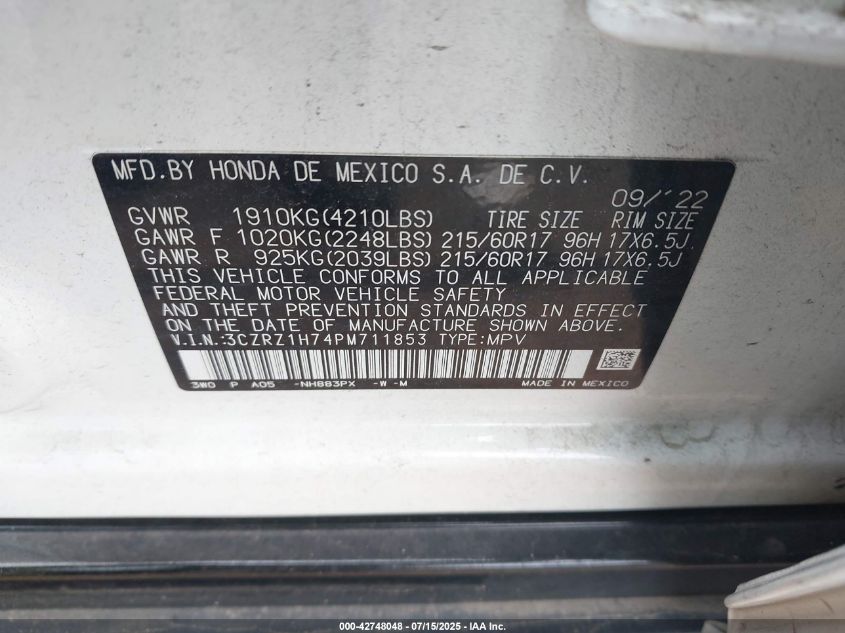 MFD.BY HONDA DE MEXICO S.A. DE C.V.
09/'22
GVWR 1910KG(4210LBS) TIRE SIZE RIM SIZE
GAWR F 1020KG(2248LBS) 215/60R17 96H 17X6.5J
GAWR R 925KG(2039LBS) 215/60R17 96H 17X6.5J
THIS VEHICLE CONFORMS TO ALL APPLICABLE
FEDERAL MOTOR VEHICLE SAFETY
AND THEFT PREVENTION STANDARDS IN EFFECT
ON THE DATE OF MANUFACTURE SHOWN ABOVE.
V.I.N.:3CZRZ1H74PM711853 TYPE:MPV
3W0 P A05 -NH883PX -W -M MADE IN MEXICO
000-42748048 - 07/15/2025 - IAA Inc.